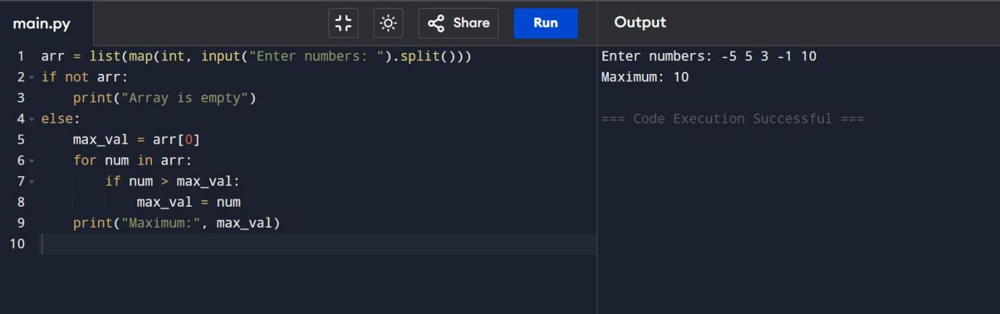 main.py
Share
Run
Output
1 arr = list(map(int, input("Enter numbers: ").split()))
2 if not arr:
3     print("Array is empty")
4 else:
5     max_val = arr[0]
6     for num in arr:
7         if num > max_val:
8             max_val = num
9     print("Maximum:", max_val)
10
Enter numbers: -5 5 3 -1 10
Maximum: 10
=== Code Execution Successful ===